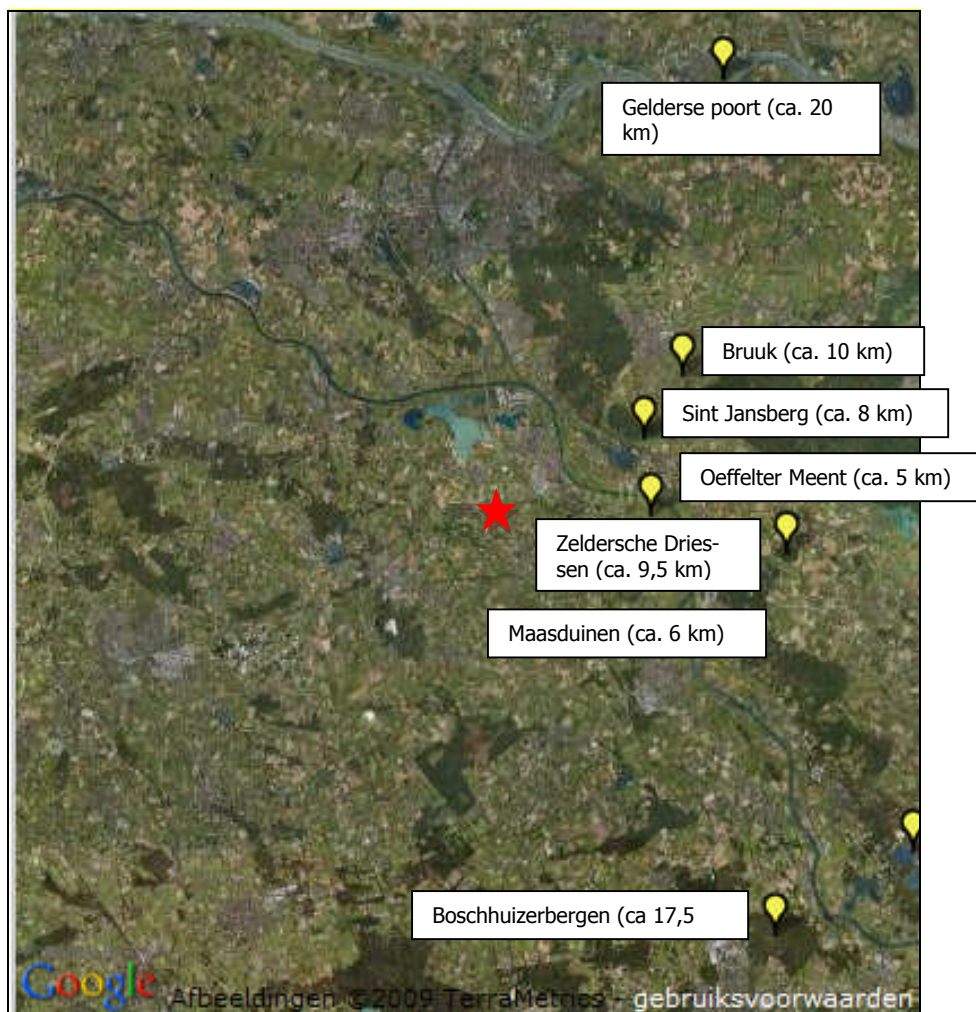 Gelderse poort (ca. 20
km)
Bruuk (ca. 10 km)
Sint Jansberg (ca. 8 km)
Oeffelter Meent (ca. 5 km)
Zeldersche Dries-
sen (ca. 9,5 km)
Maasduinen (ca. 6 km)
Boschhuizerbergen (ca 17,5
Google Afbeeldingen ©2009 TerraMetrics - gebruiksvoorwaarden